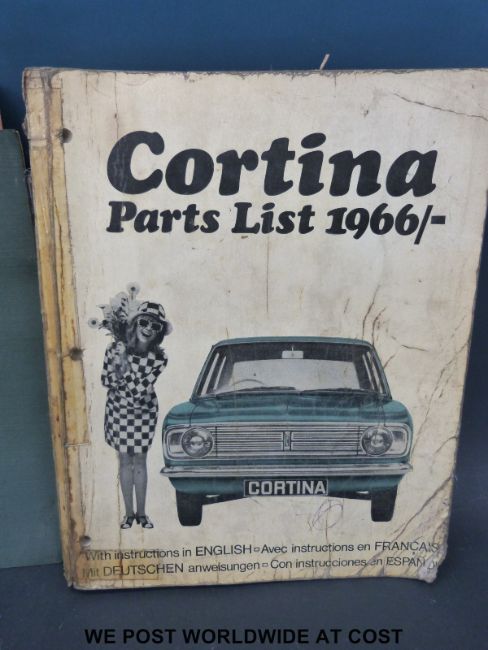 Cortina
Parts List 1966/-
CORTINA
With instructions in ENGLISH▫Avec instructions en FRANÇAIS
Mit DEUTSCHEN anweisungen▫Con instrucciones en ESPAÑOL
WE POST WORLDWIDE AT COST